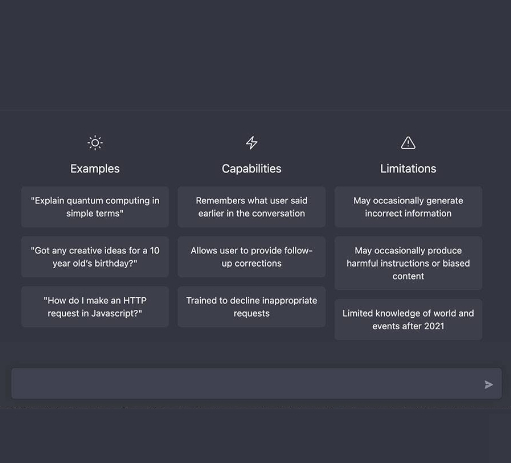 Examples
"Explain quantum computing in
simple terms"
"Got any creative ideas for a 10
year old's birthday?"
"How do I make an HTTP
request in Javascript?"
Capabilities
Remembers what user said
earlier in the conversation
Allows user to provide follow-
up corrections
Trained to decline inappropriate
requests
Limitations
May occasionally generate
incorrect information
May occasionally produce
harmful instructions or biased
content
Limited knowledge of world and
events after 2021